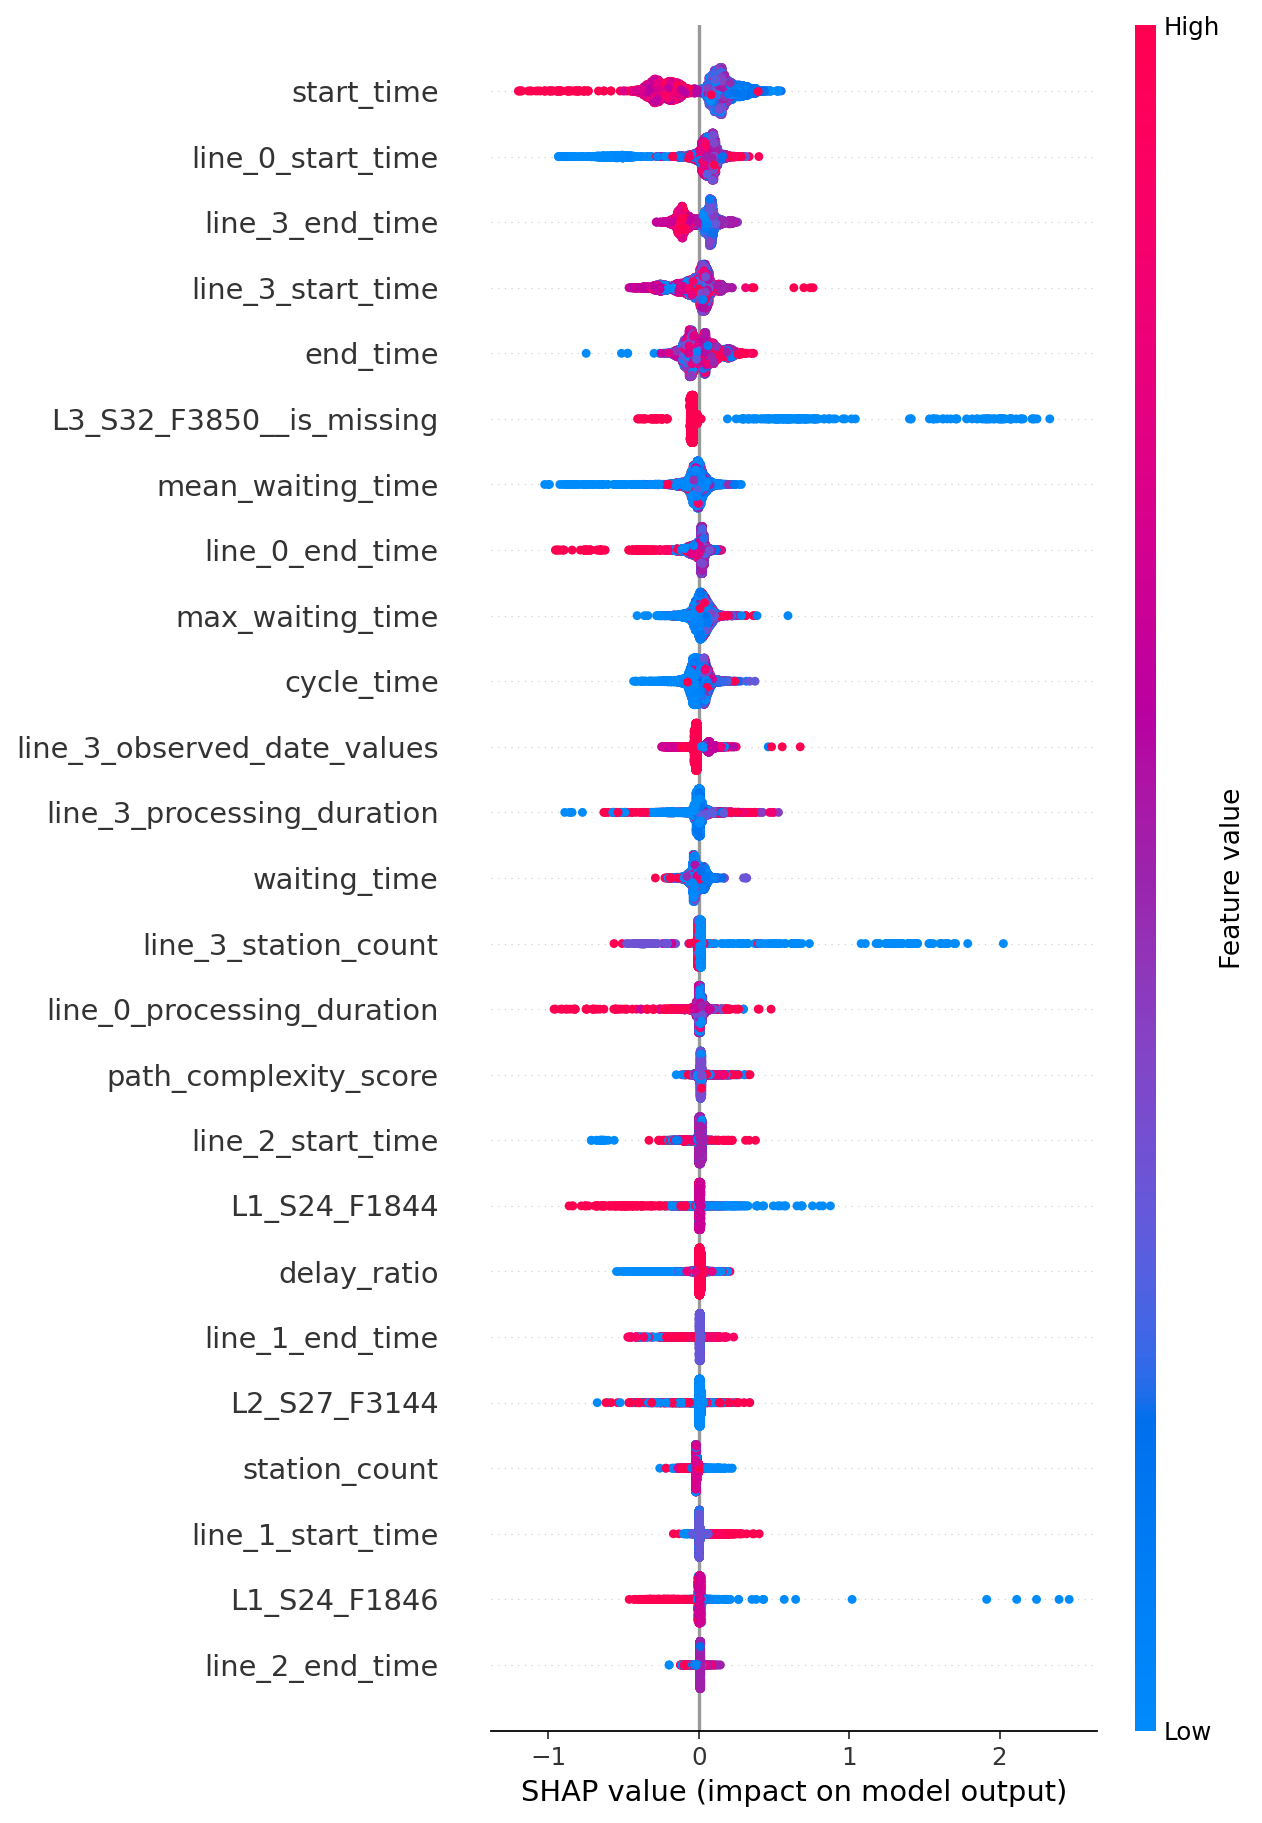 High
start_time
line_0_start_time
line_3_end_time
line_3_start_time
end_time
L3_S32_F3850__is_missing
mean_waiting_time
line_0_end_time
max_waiting_time
cycle_time
line_3_observed_date_values
line_3_processing_duration
waiting_time
line_3_station_count
line_0_processing_duration
path_complexity_score
line_2_start_time
L1_S24_F1844
delay_ratio
line_1_end_time
L2_S27_F3144
station_count
line_1_start_time
L1_S24_F1846
line_2_end_time
Feature value
Low
−1 0 1 2
SHAP value (impact on model output)